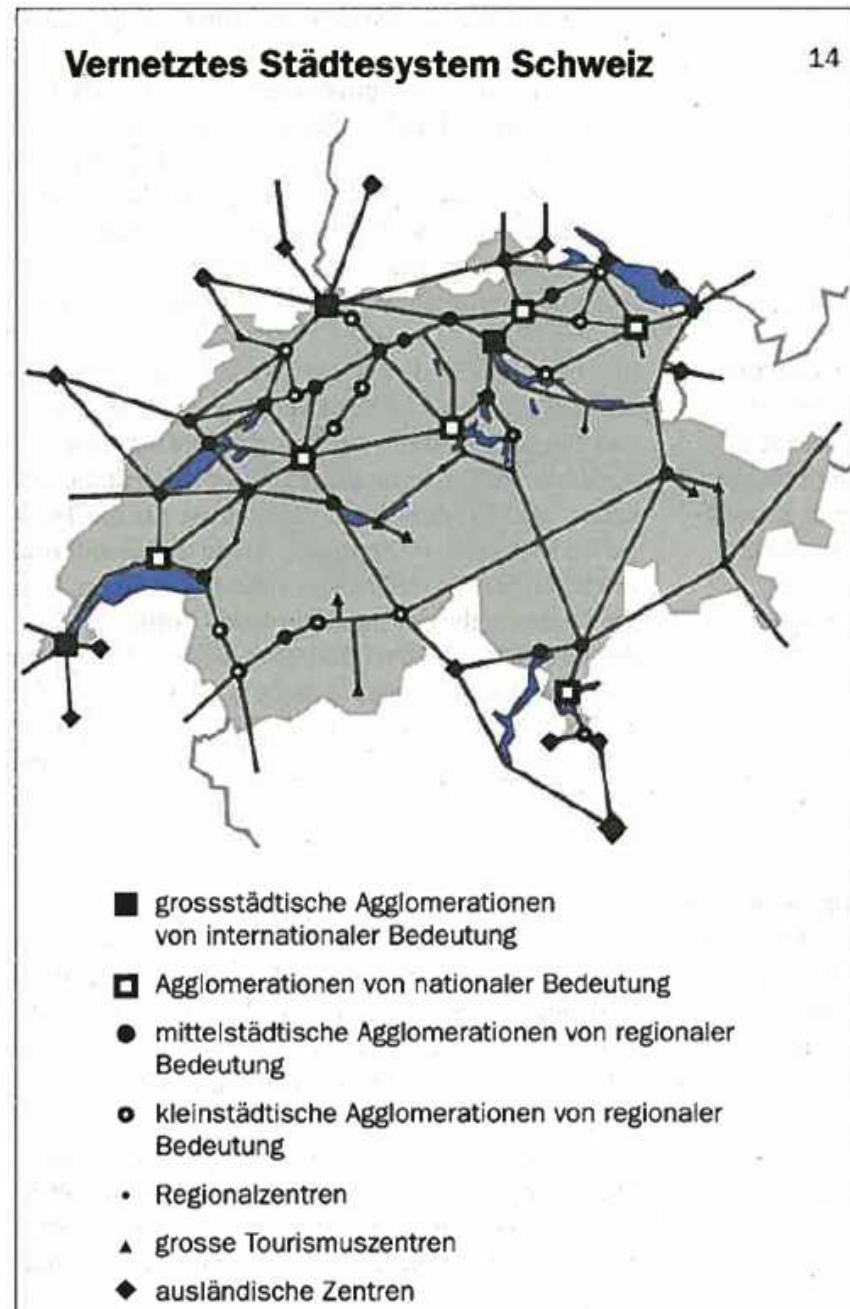 Vernetztes Städtesystem Schweiz
14
grossstädtische Agglomerationen
von internationaler Bedeutung
Agglomerationen von nationaler Bedeutung
mittelstädtische Agglomerationen von regionaler
Bedeutung
kleinstädtische Agglomerationen von regionaler
Bedeutung
Regionalzentren
grosse Tourismuszentren
ausländische Zentren